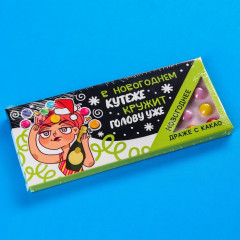 В НОВОГОДНЕМ
КУТЕЖЕ
КРУЖИТ
ГОЛОВУ УЖЕ
НОВОГОДНЕЕ
ДРАЖЕ С КАКАО